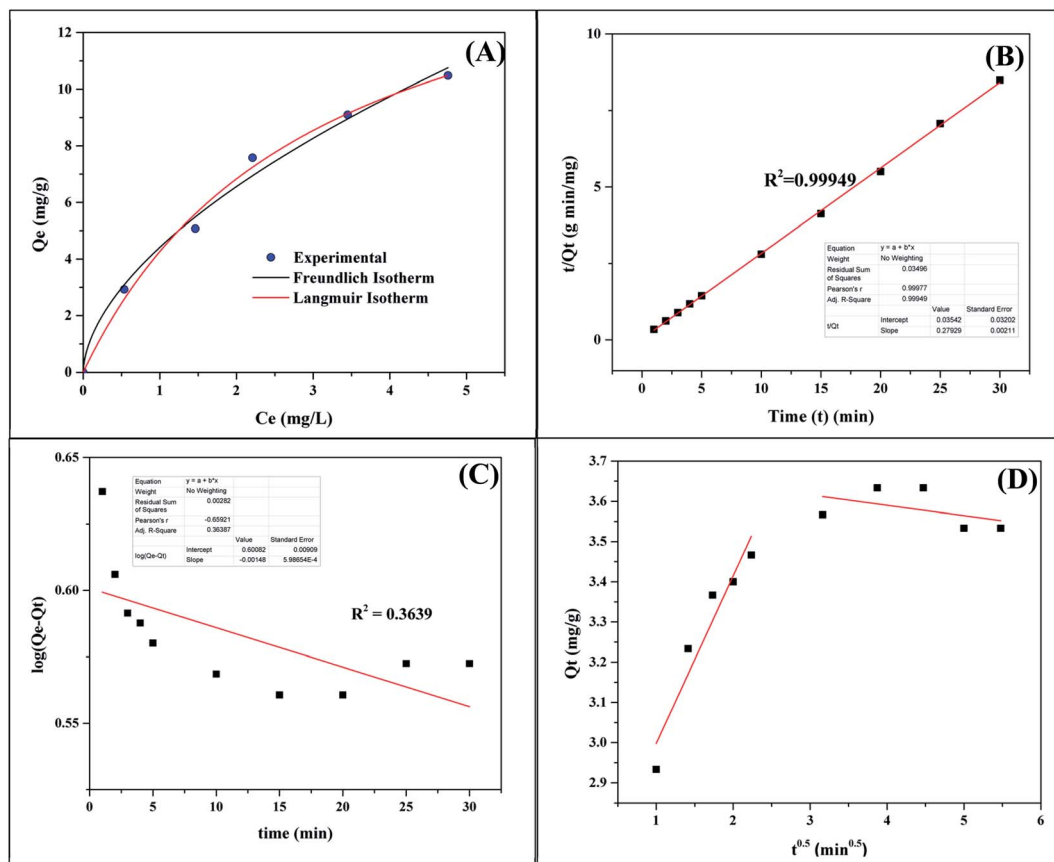 (A)
12
10
8
6
4
2
0
Qe (mg/g)
Experimental
Freundlich Isotherm
Langmuir Isotherm
0 1 2 3 4 5
Ce (mg/L)
(B)
10
5
0
t/Qt (g min/mg)
R²=0.99949
Equation y = a + b*x
Weight No Weighting
Residual Sum of Squares 0.03496
Pearson's r 0.99977
Adj. R-Square 0.99949
Value Standard Error
t/Qt Intercept 0.03542 0.03202
Slope 0.27929 0.00211
0 5 10 15 20 25 30
Time (t) (min)
(C)
0.65
0.60
0.55
log(Qe-Qt)
Equation y = a + b*x
Weight No Weighting
Residual Sum of Squares 0.00282
Pearson's r -0.65921
Adj. R-Square 0.36387
Value Standard Error
log(Qe-Qt) Intercept 0.60082 0.00909
Slope -0.00148 5.98654E-4
R² = 0.3639
0 5 10 15 20 25 30
time (min)
(D)
3.7
3.6
3.5
3.4
3.3
3.2
3.1
3.0
2.9
Qt (mg/g)
1 2 3 4 5 6
t⁰·⁵ (min⁰·⁵)